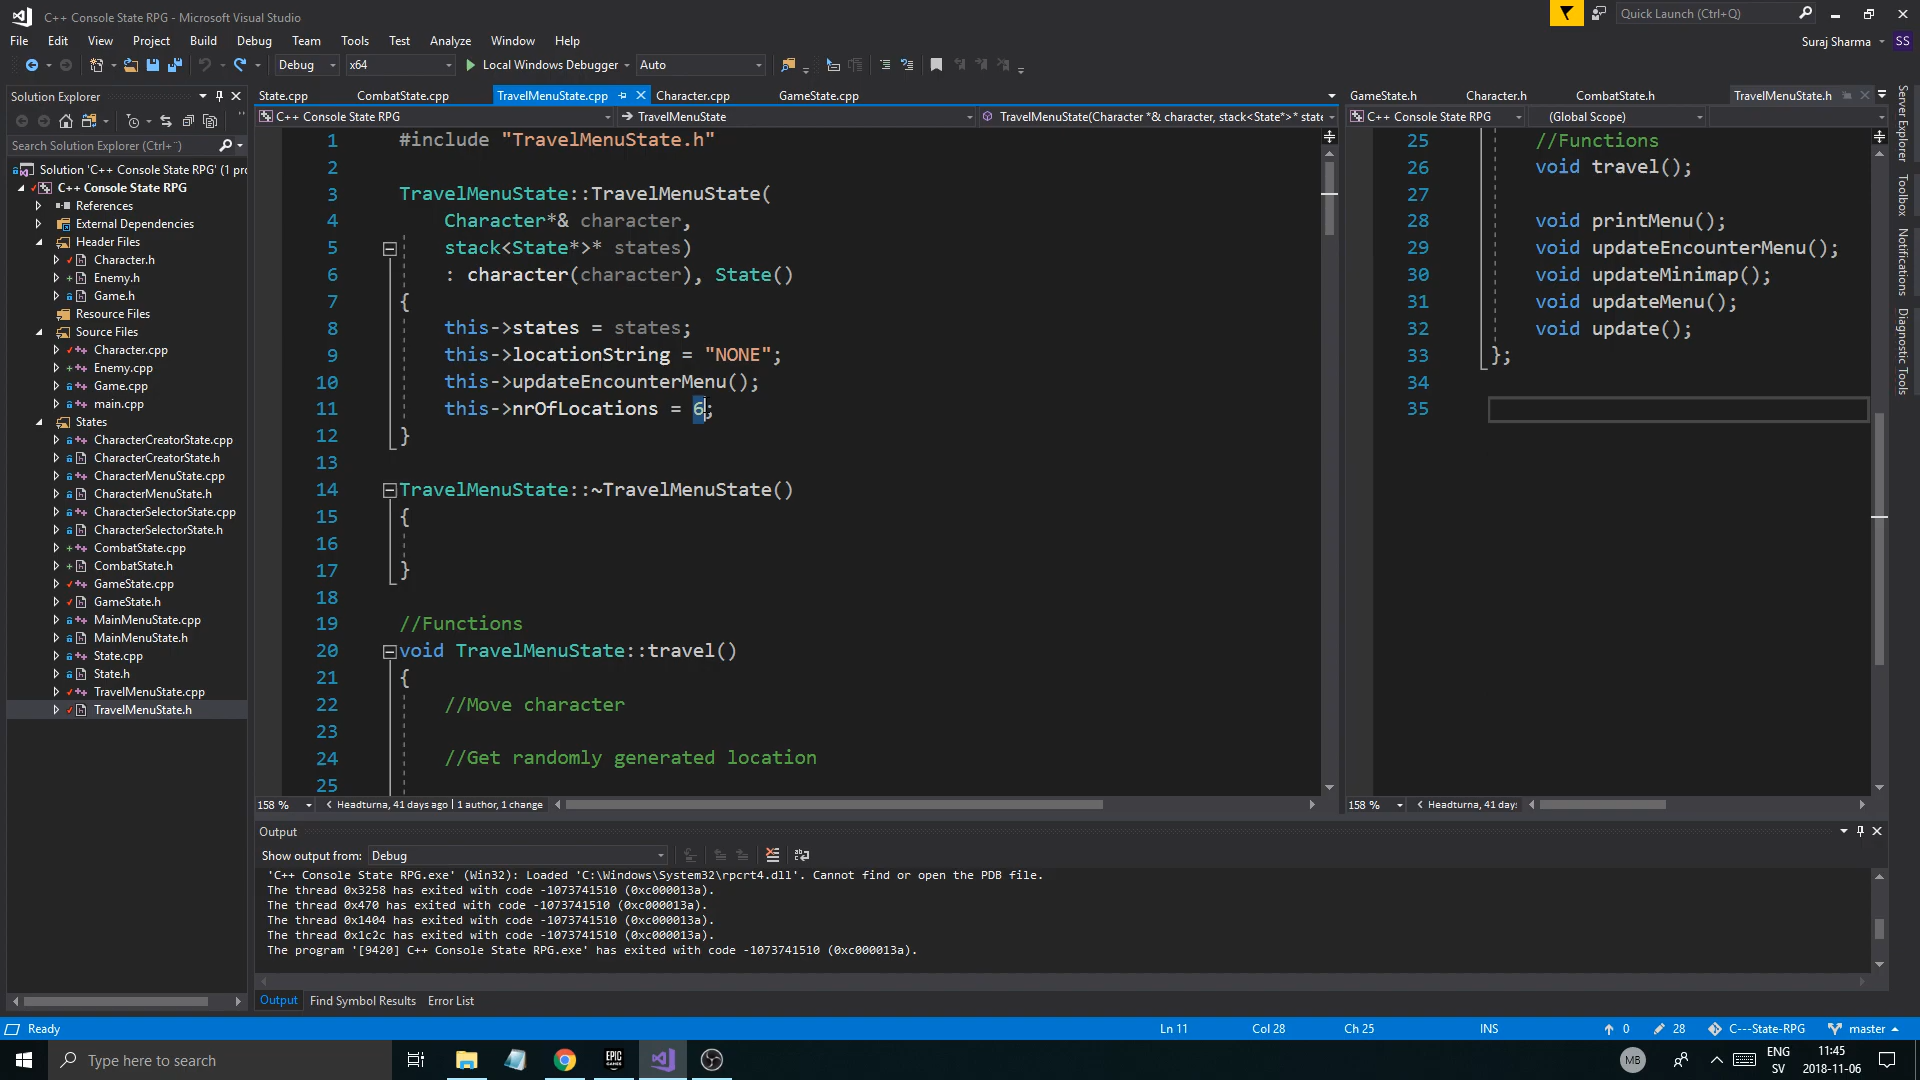 C++ Console State RPG - Microsoft Visual Studio
Quick Launch (Ctrl+Q)
File Edit View Project Build Debug Team Tools Test Analyze Window Help
Suraj Sharma SS
Debug x64 Local Windows Debugger Auto
Solution Explorer
Search Solution Explorer (Ctrl+¨)
Solution 'C++ Console State RPG' (1 pro
C++ Console State RPG
References
External Dependencies
Header Files
Character.h
Enemy.h
Game.h
Resource Files
Source Files
Character.cpp
Enemy.cpp
Game.cpp
main.cpp
States
CharacterCreatorState.cpp
CharacterCreatorState.h
CharacterMenuState.cpp
CharacterMenuState.h
CharacterSelectorState.cpp
CharacterSelectorState.h
CombatState.cpp
CombatState.h
GameState.cpp
GameState.h
MainMenuState.cpp
MainMenuState.h
State.cpp
State.h
TravelMenuState.cpp
TravelMenuState.h
State.cpp CombatState.cpp TravelMenuState.cpp Character.cpp GameState.cpp
C++ Console State RPG TravelMenuState TravelMenuState(Character *& character, stack<State*>* state
1 #include "TravelMenuState.h"
2
3 TravelMenuState::TravelMenuState(
4 Character*& character,
5 stack<State*>* states)
6 : character(character), State()
7 {
8 this->states = states;
9 this->locationString = "NONE";
10 this->updateEncounterMenu();
11 this->nrOfLocations = 6;
12 }
13
14 TravelMenuState::~TravelMenuState()
15 {
16
17 }
18
19 //Functions
20 void TravelMenuState::travel()
21 {
22 //Move character
23
24 //Get randomly generated location
25
158 % Headturna, 41 days ago | 1 author, 1 change
GameState.h Character.h CombatState.h TravelMenuState.h
C++ Console State RPG (Global Scope)
25 //Functions
26 void travel();
27
28 void printMenu();
29 void updateEncounterMenu();
30 void updateMinimap();
31 void updateMenu();
32 void update();
33 };
34
35
158 % Headturna, 41 day:
Server Explorer
Toolbox
Notifications
Diagnostic Tools
Output
Show output from: Debug
'C++ Console State RPG.exe' (Win32): Loaded 'C:\Windows\System32\rpcrt4.dll'. Cannot find or open the PDB file.
The thread 0x3258 has exited with code -1073741510 (0xc000013a).
The thread 0x470 has exited with code -1073741510 (0xc000013a).
The thread 0x1404 has exited with code -1073741510 (0xc000013a).
The thread 0x1c2c has exited with code -1073741510 (0xc000013a).
The program '[9420] C++ Console State RPG.exe' has exited with code -1073741510 (0xc000013a).
Output Find Symbol Results Error List
Ready Ln 11 Col 28 Ch 25 INS 0 28 C---State-RPG master
Type here to search
EPIC GAMES
MB
ENG
SV
11:45
2018-11-06